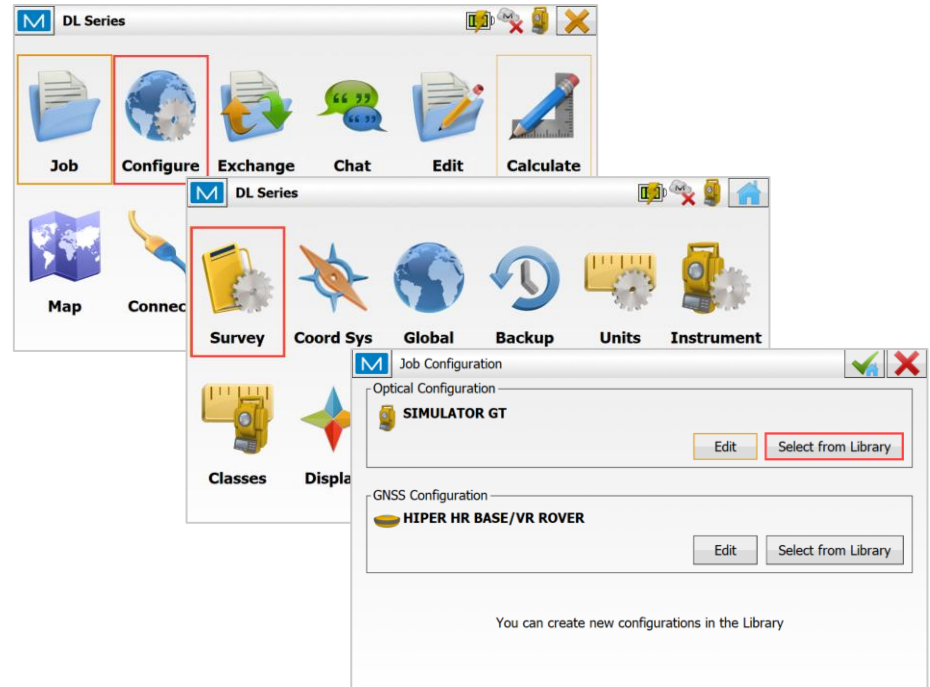 DL Series
Job Configure Exchange Chat Edit Calculate
Map Connec
DL Series
Survey Coord Sys Global Backup Units Instrument
Classes Displa
Job Configuration
Optical Configuration
SIMULATOR GT
Edit Select from Library
GNSS Configuration
HIPER HR BASE/VR ROVER
Edit Select from Library
You can create new configurations in the Library